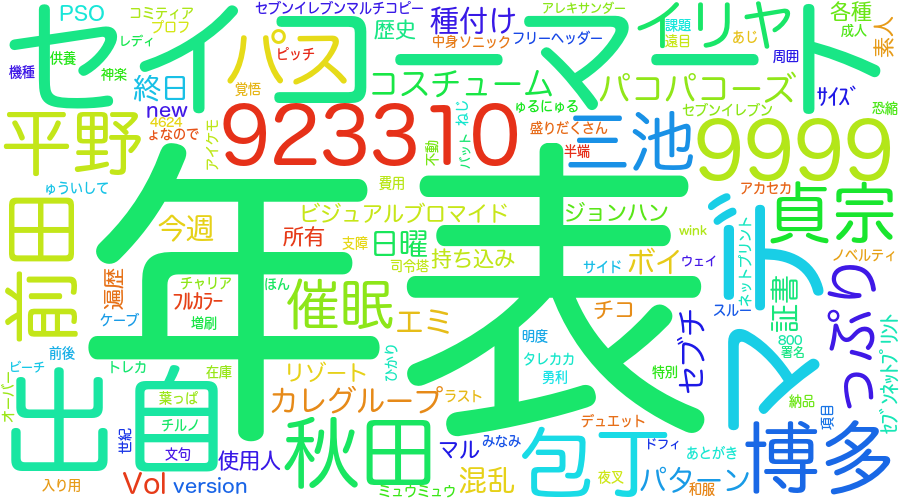 セブンイレブンマルチコピー
アレキサンダー
コミティア
PSO
プロフ
セイコーマート
種付け
歴史
イリヤ
各種
成人
素人
レディ
供養
機種
神楽
終日
パス
ピッチ
中身
ソニック
フリーヘッダー
課題
遠目
あじ
周囲
覚悟
コスチューム
パコパコーズ
ｻｲｽﾞ
new
4624
ょなので
アイケモ
923310
ゅるにゅる
ねじ
バット
不動
盛りだくさん
半端
セブンイレブン
恐縮
平野
三池
9999
ゅういして
年表
費用
アカセカ
宿田
今週
所有
ビジュアルブロマイド
ジョンハン
貞宗
支障
日曜
wink
司令塔
持ち込み
サイド
ボイ
ウェイ
ネットプリント
ノベルティ
デマ
遍歴
チャリア
ﾌﾙｶﾗｰ
ほん
催眠
ケーブ
増刷
エミ
チコ
セブチ
スルー
証書
っぷり
明度
800
署名
前後
ビーチ
トレカ
在庫
ひかり
タレカカ
勇利
特別
ｾﾌﾞﾝﾈｯﾄﾌﾟﾘﾝﾄ
オーバー
出自
葉っぱ
チルノ
文句
リゾート
カレグループ
ラスト
納品
項目
世紀
使用人
秋田
マル
みなみ
デュエット
包丁
ドフィ
あとがき
博多
入り用
Vol
version
ミュウミュウ
混乱
夜叉
パターン
和服